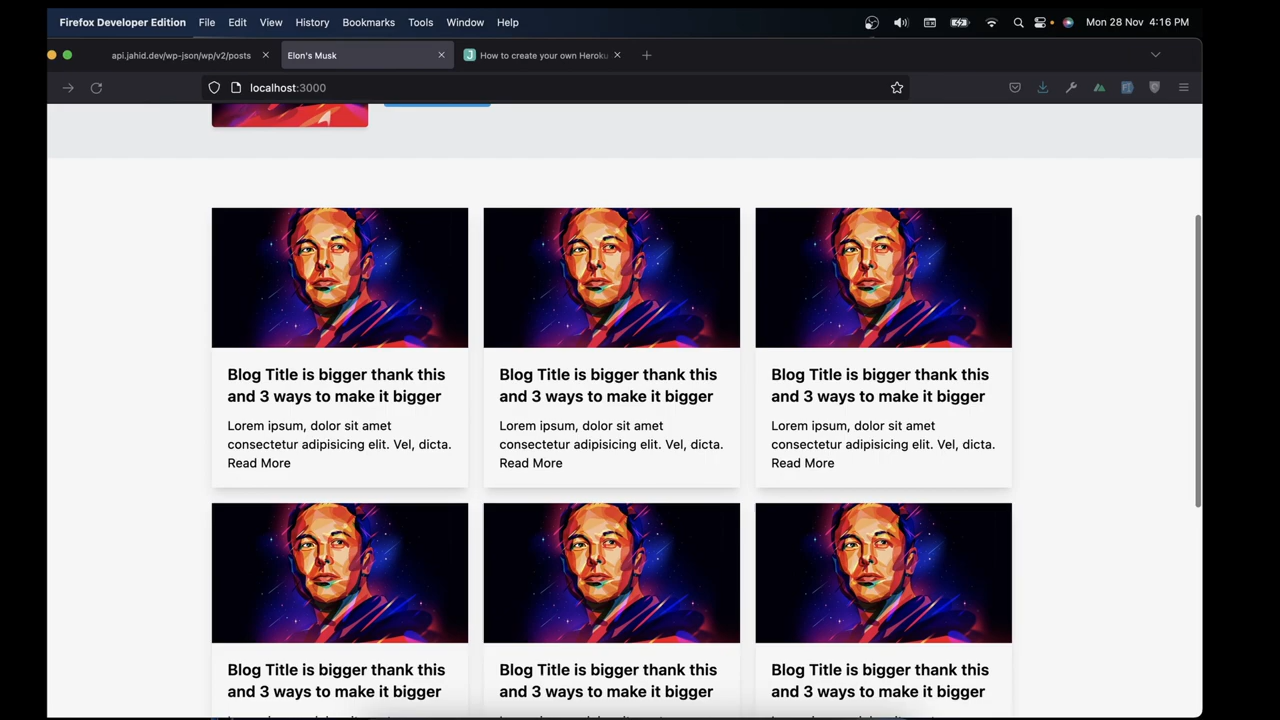 Firefox Developer Edition File Edit View History Bookmarks Tools Window Help Mon 28 Nov 4:16 PM
api.jahid.dev/wp-json/wp/v2/posts Elon's Musk How to create your own Heroku
localhost:3000
Blog Title is bigger thank this
and 3 ways to make it bigger
Lorem ipsum, dolor sit amet
consectetur adipisicing elit. Vel, dicta.
Read More
Blog Title is bigger thank this
and 3 ways to make it bigger
Lorem ipsum, dolor sit amet
consectetur adipisicing elit. Vel, dicta.
Read More
Blog Title is bigger thank this
and 3 ways to make it bigger
Lorem ipsum, dolor sit amet
consectetur adipisicing elit. Vel, dicta.
Read More
Blog Title is bigger thank this
and 3 ways to make it bigger
Blog Title is bigger thank this
and 3 ways to make it bigger
Blog Title is bigger thank this
and 3 ways to make it bigger